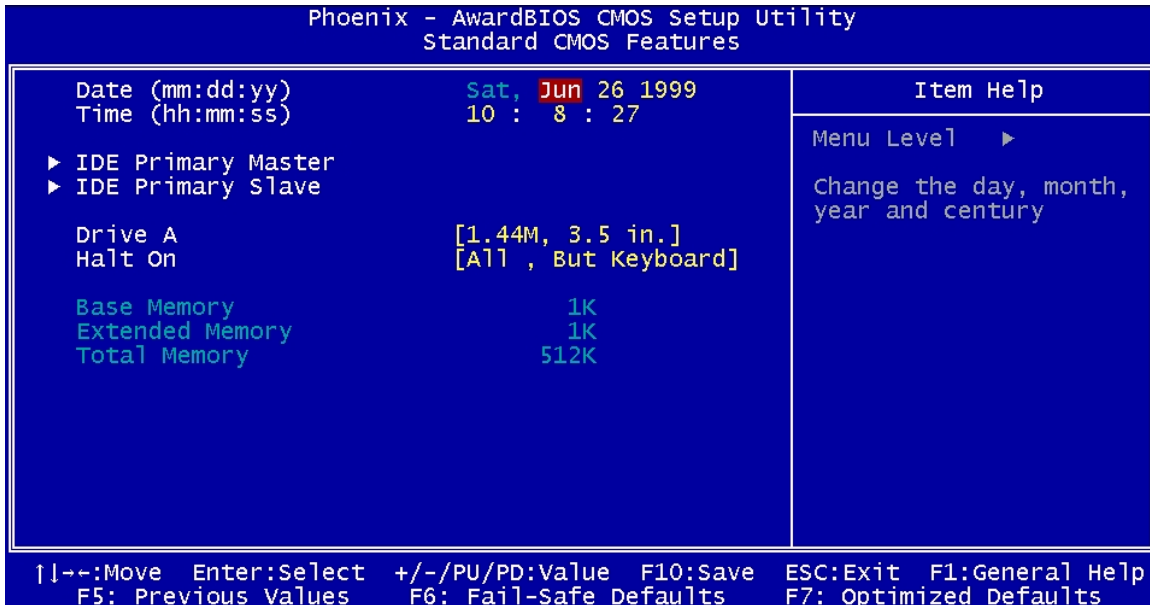 Phoenix - AwardBIOS CMOS Setup Utility
Standard CMOS Features
Date (mm:dd:yy) Sat, Jun 26 1999
Time (hh:mm:ss) 10 : 8 : 27
▶ IDE Primary Master
▶ IDE Primary Slave
Drive A [1.44M, 3.5 in.]
Halt On [All , But Keyboard]
Base Memory 1K
Extended Memory 1K
Total Memory 512K
Item Help
Menu Level ▶
Change the day, month,
year and century
↑↓→←:Move Enter:Select +/-/PU/PD:Value F10:Save ESC:Exit F1:General Help
F5: Previous Values F6: Fail-Safe Defaults F7: Optimized Defaults